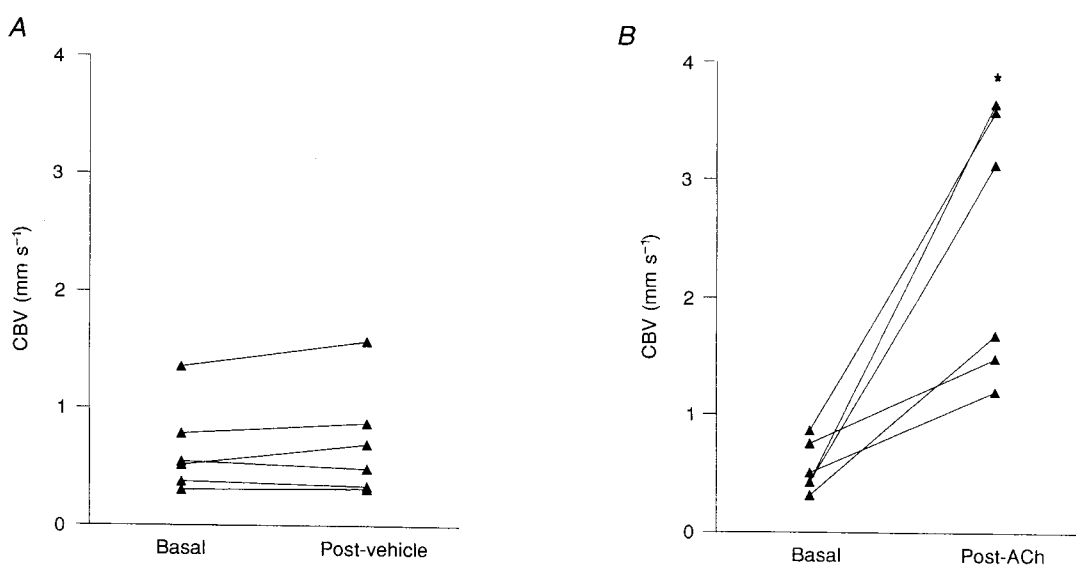 A
4
3
2
1
0
CBV (mm s⁻¹)
Basal
Post-vehicle
B
4
3
2
1
0
CBV (mm s⁻¹)
*
Basal
Post-ACh